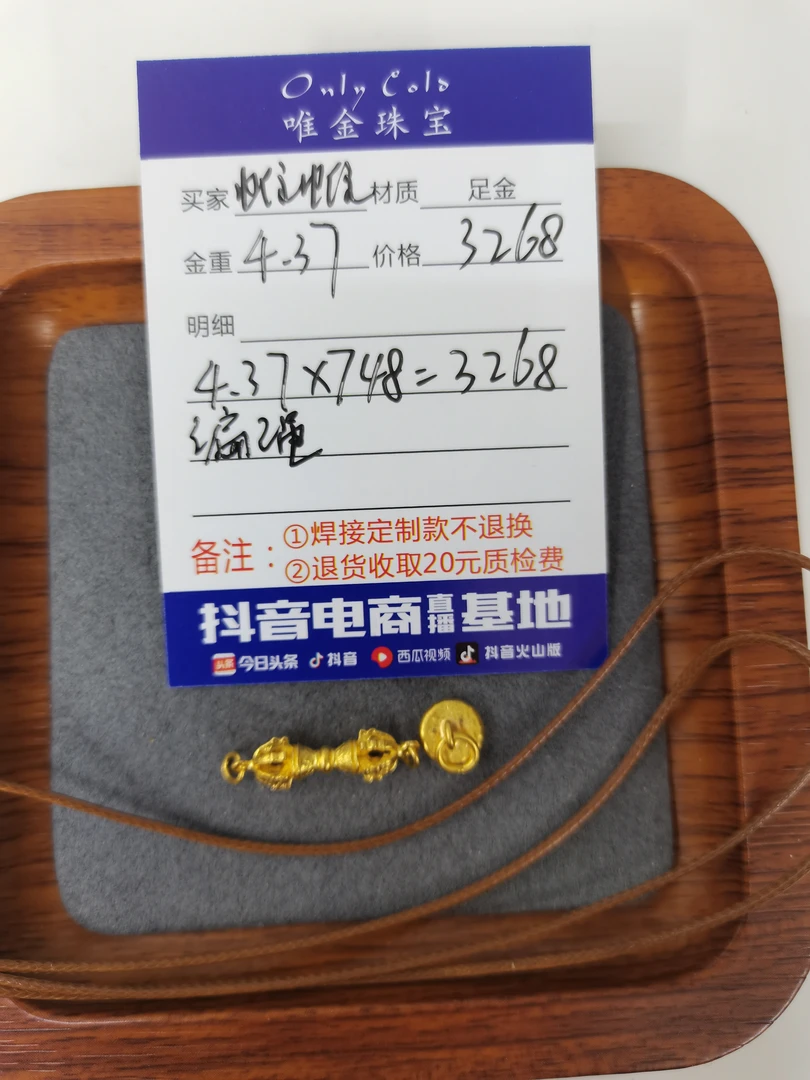 Only Gold
唯金珠宝
买家 材质 足金
金重 4.37 价格 3268
明细
4.37×748=3268
编绳
备注：①焊接定制款不退换
②退货收取20元质检费
抖音电商直播基地
头条 今日头条 抖音 西瓜视频 抖音火山版